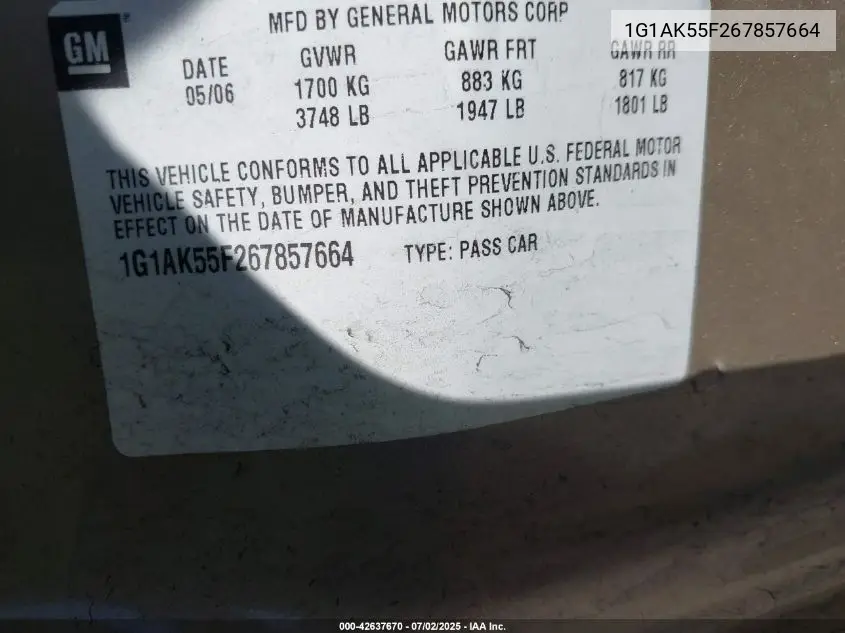 MFD BY GENERAL MOTORS CORP
1G1AK55F267857664
GM
DATE GVWR GAWR FRT GAWR RR
05/06 1700 KG 883 KG 817 KG
3748 LB 1947 LB 1801 LB
THIS VEHICLE CONFORMS TO ALL APPLICABLE U.S. FEDERAL MOTOR
VEHICLE SAFETY, BUMPER, AND THEFT PREVENTION STANDARDS IN
EFFECT ON THE DATE OF MANUFACTURE SHOWN ABOVE.
1G1AK55F267857664 TYPE: PASS CAR
000-42637670 - 07/02/2025 - IAA Inc.